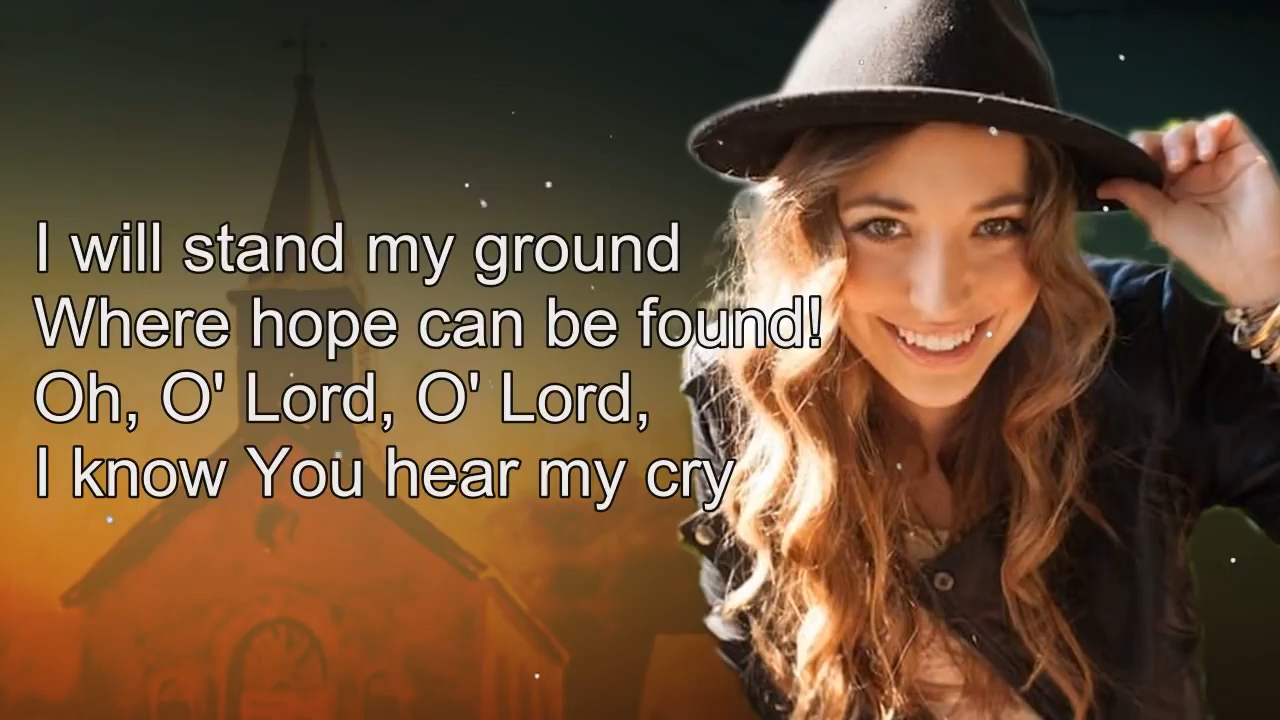 I will stand my ground
Where hope can be found!
Oh, O' Lord, O' Lord,
I know You hear my cry